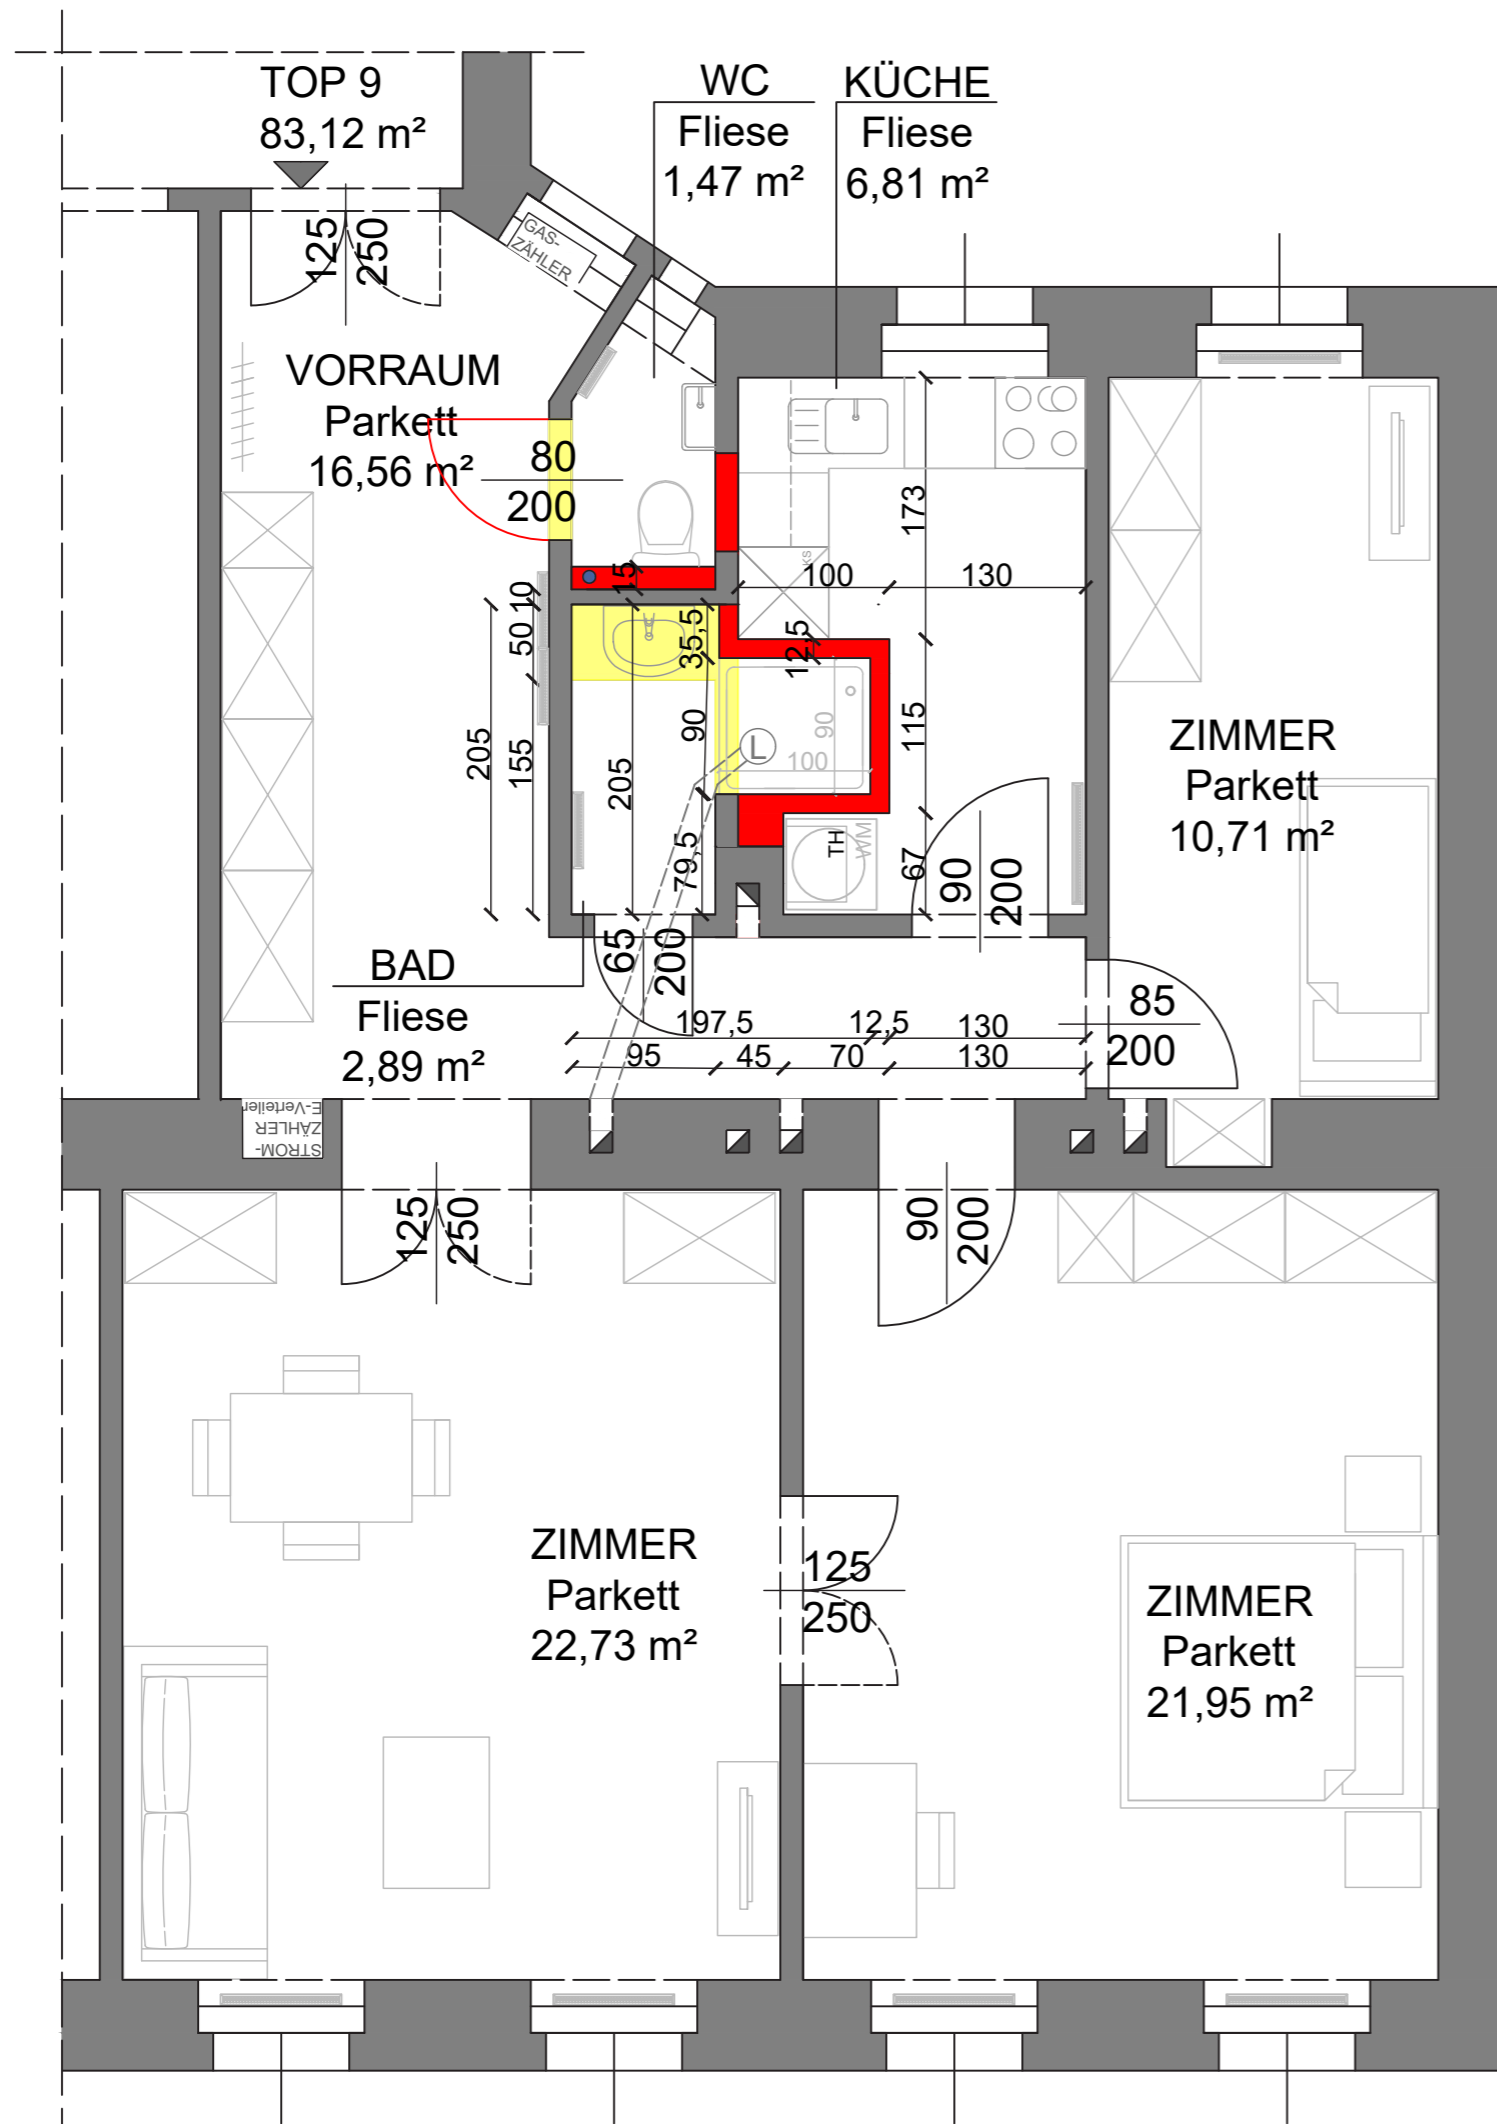 TOP 9
83,12 m²
WC
Fliese
1,47 m²
KÜCHE
Fliese
6,81 m²
125
250
GAS-
ZÄHLER
VORRAUM
Parkett
16,56 m²
80
200
173
KS
100
130
15
10
50
35,5
12,5
205
155
205
90
90
100
L
115
79,5
TH
WM
67
90
200
ZIMMER
Parkett
10,71 m²
65
200
BAD
Fliese
2,89 m²
85
200
197,5
12,5
130
95
45
70
130
STROM-
ZÄHLER
E-Verteiler
125
250
90
200
ZIMMER
Parkett
22,73 m²
125
250
ZIMMER
Parkett
21,95 m²